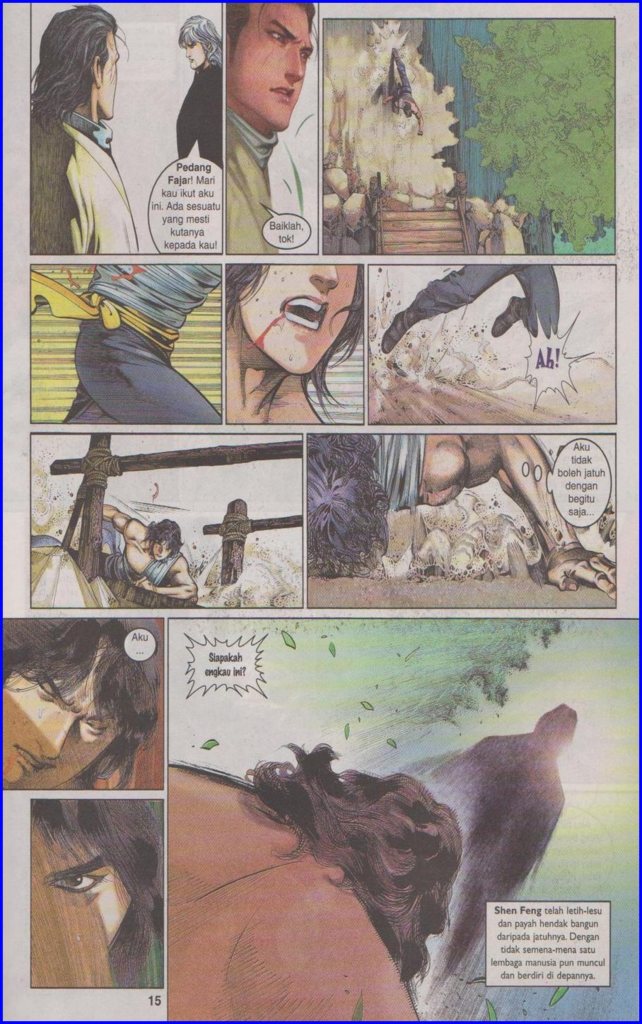 Pedang
Fajar! Mari
kau ikut aku
ini. Ada sesuatu
yang mesti
kutanya
kepada kau!
Baiklah,
tok!
Ah!
Aku
tidak
boleh jatuh
dengan
begitu
saja...
Aku
...
Siapakah
engkau ini?
Shen Feng telah letih-lesu
dan payah hendak bangun
daripada jatuhnya. Dengan
tidak semena-mena satu
lembaga manusia pun muncul
dan berdiri di depannya.
15